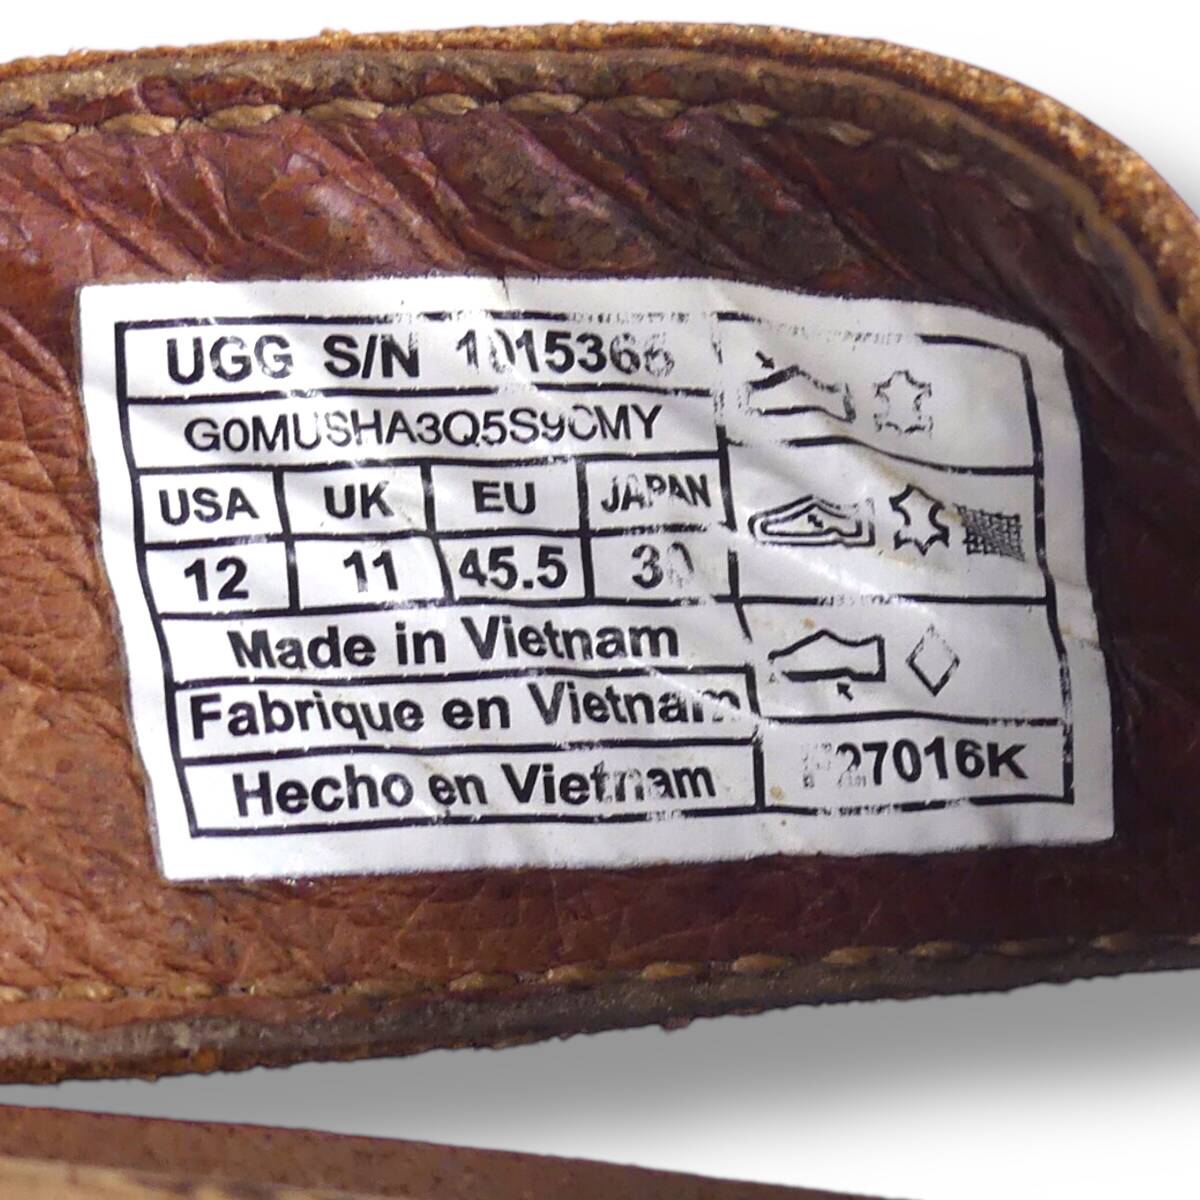 UGG S/N 1015366
G0MUSHA3Q5S9CMY
USA UK EU JAPAN
12 11 45.5 30
Made in Vietnam
Fabrique en Vietnam
Hecho en Vietnam
F27016K